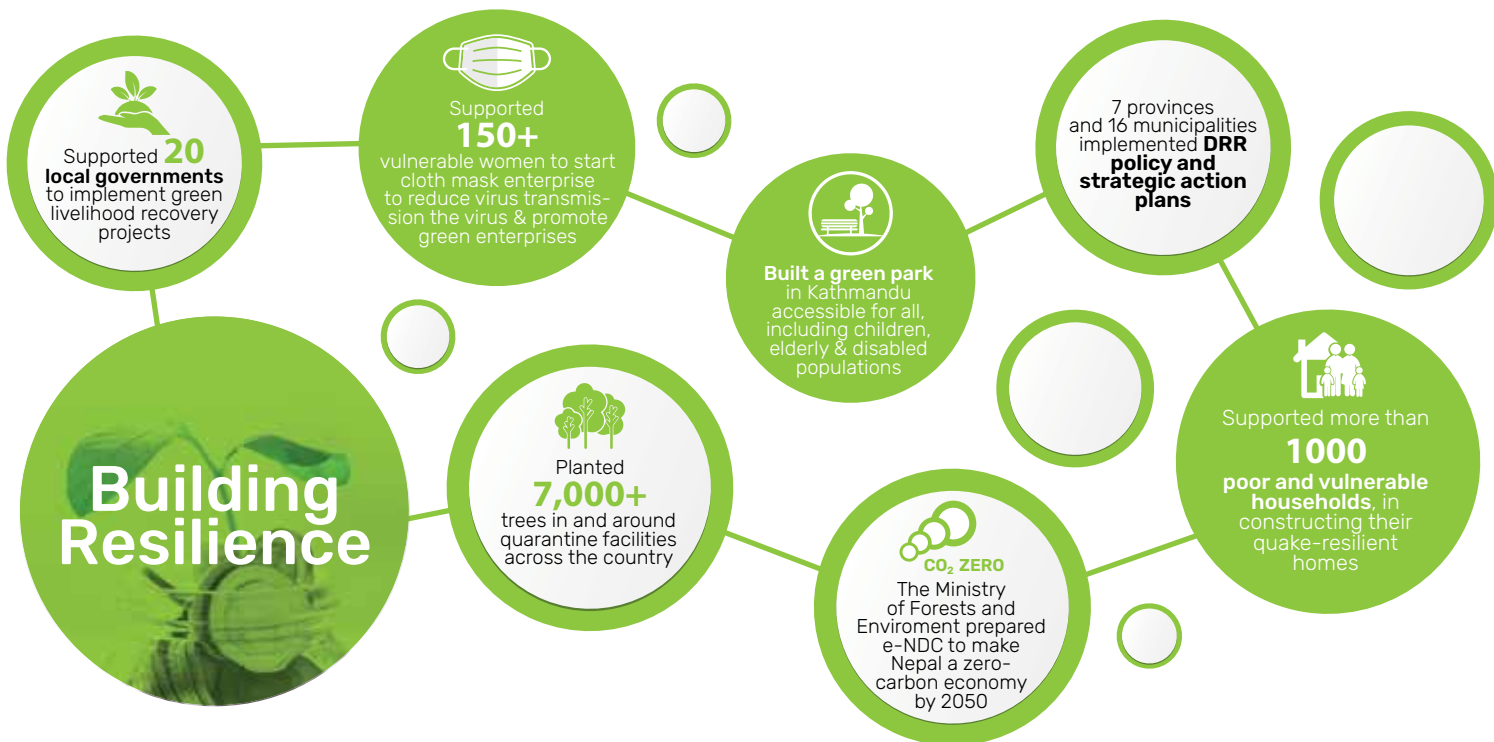 Supported 20
local governments
to implement green
livelihood recovery
projects
Supported
150+
vulnerable women to start
cloth mask enterprise
to reduce virus transmis-
sion the virus & promote
green enterprises
Built a green park
in Kathmandu
accessible for all,
including children,
elderly & disabled
populations
7 provinces
and 16 municipalities
implemented DRR
policy and
strategic action
plans
Supported more than
1000
poor and vulnerable
households, in
constructing their
quake-resilient
homes
CO₂ ZERO
The Ministry
of Forests and
Enviroment prepared
e-NDC to make
Nepal a zero-
carbon economy
by 2050
Planted
7,000+
trees in and around
quarantine facilities
across the country
Building
Resilience